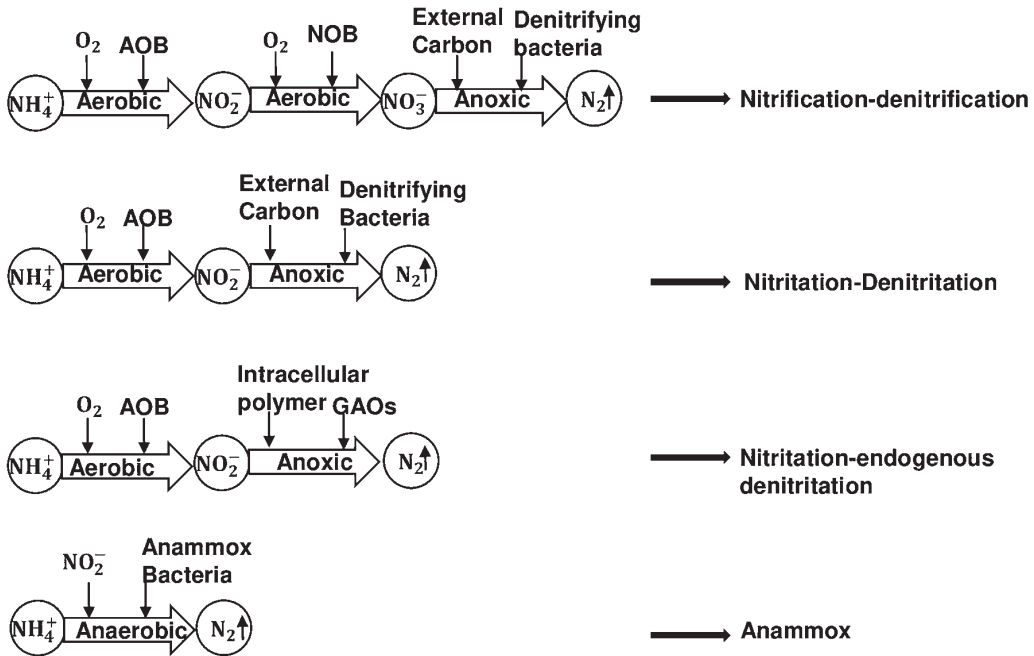 External Denitrifying
Carbon bacteria
O₂ AOB O₂ NOB
NH₄⁺ Aerobic NO₂⁻ Aerobic NO₃⁻ Anoxic N₂↑ Nitrification-denitrification
External Denitrifying
Carbon Bacteria
O₂ AOB
NH₄⁺ Aerobic NO₂⁻ Anoxic N₂↑ Nitritation-Denitritation
Intracellular
polymer GAOs
O₂ AOB
NH₄⁺ Aerobic NO₂⁻ Anoxic N₂↑ Nitritation-endogenous
denitritation
Anammox
NO₂⁻ Bacteria
NH₄⁺ Anaerobic N₂↑ Anammox